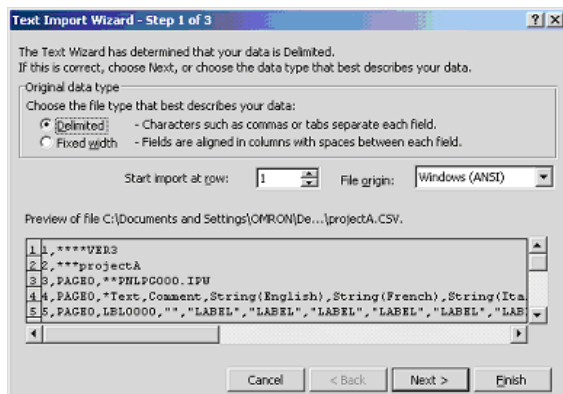 Text Import Wizard - Step 1 of 3
The Text Wizard has determined that your data is Delimited.
If this is correct, choose Next, or choose the data type that best describes your data.
Original data type
Choose the file type that best describes your data:
Delimited - Characters such as commas or tabs separate each field.
Fixed width - Fields are aligned in columns with spaces between each field.
Start import at row: 1 File origin: Windows (ANSI)
Preview of file C:\Documents and Settings\OMRON\De...\projectA.CSV.
1 1,****VER3
2 2,***projectA
3 3,PAGE0,**PNLPG000.IPU
4 4,PAGE0,*Text,Comment,String(English),String(French),String(Ita
5 5,PAGE0,LBL0000,"","LABEL","LABEL","LABEL","LABEL","LABEL","LAB
Cancel < Back Next > Finish